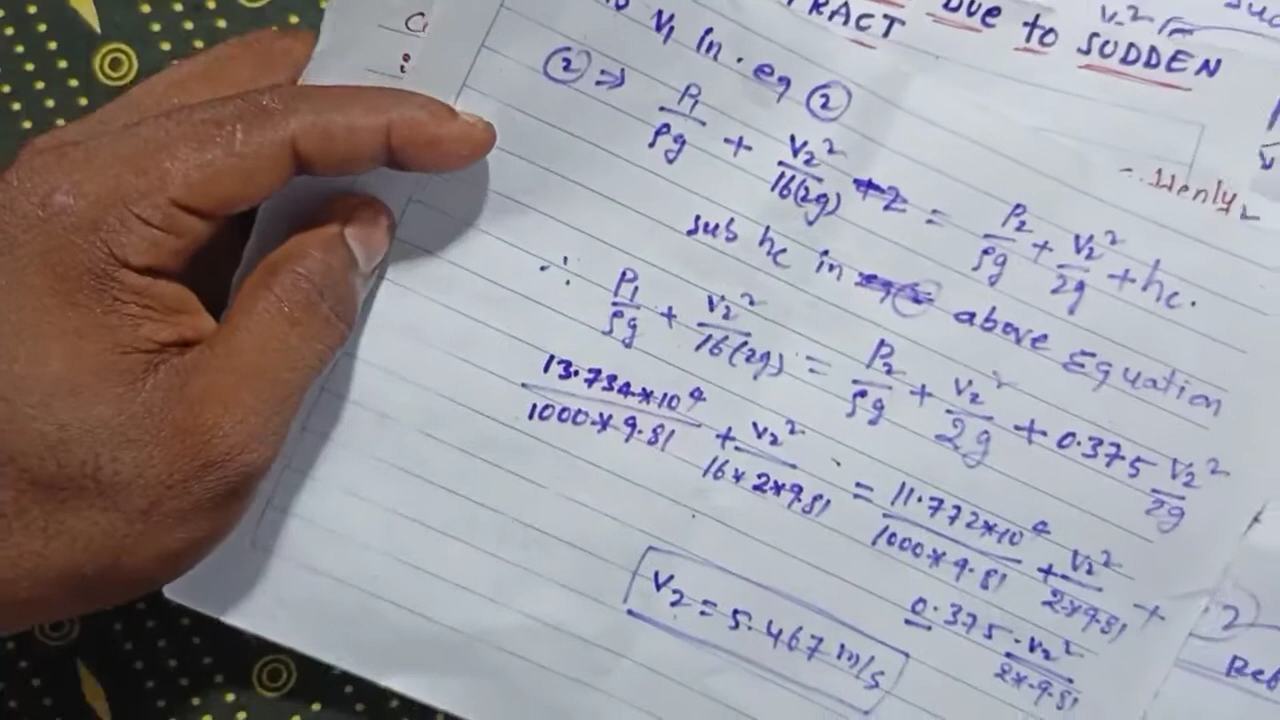 DUE to SUDDEN
TRACT
V₁ in. eq ②
② ⇒ P₁/ρg + V₂²/16(2g) = P₂/ρg + V₂²/2g + hc.
sub hc in above Equation
∴ P₁/ρg + V₂²/16(2g) = P₂/ρg + V₂²/2g + 0.375 V₂²/2g
13.734*10⁴/1000*9.81 + V₂²/16*2*9.81 = 11.772*10⁴/1000*9.81 + V₂²/2*9.81 +
0.375.V₂²/2*9.81
V₂ = 5.467 m/s